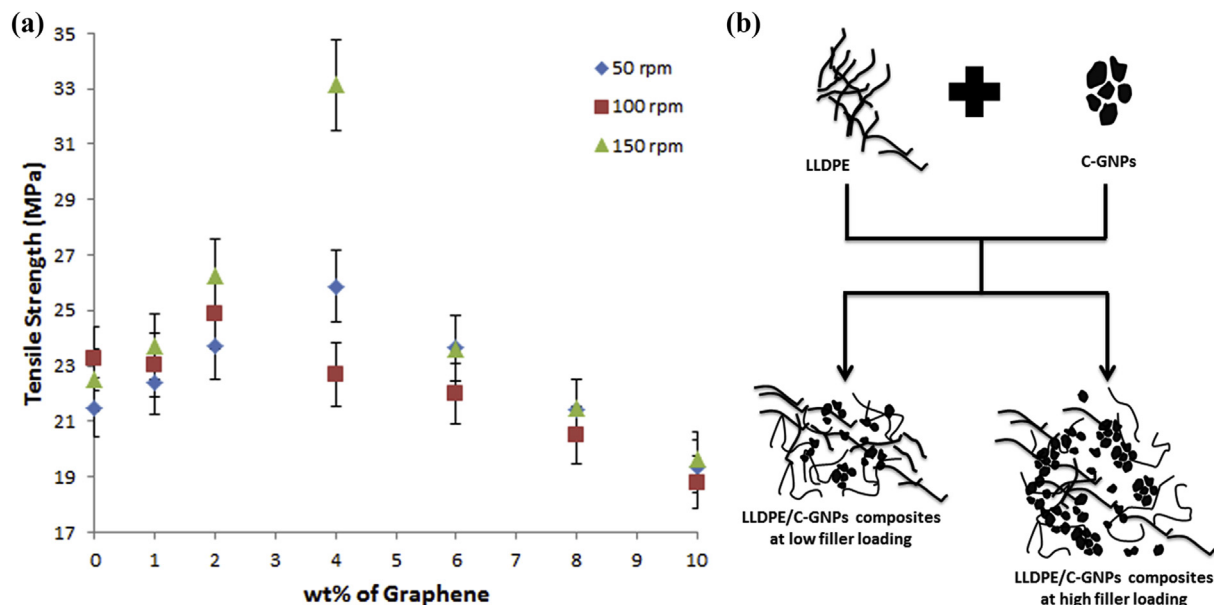 (a)
35
33
31
29
27
25
23
21
19
17
Tensile Strength (MPa)
0 1 2 3 4 5 6 7 8 9 10
wt% of Graphene
50 rpm
100 rpm
150 rpm
(b)
LLDPE
C-GNPs
LLDPE/C-GNPs composites
at low filler loading
LLDPE/C-GNPs composites
at high filler loading